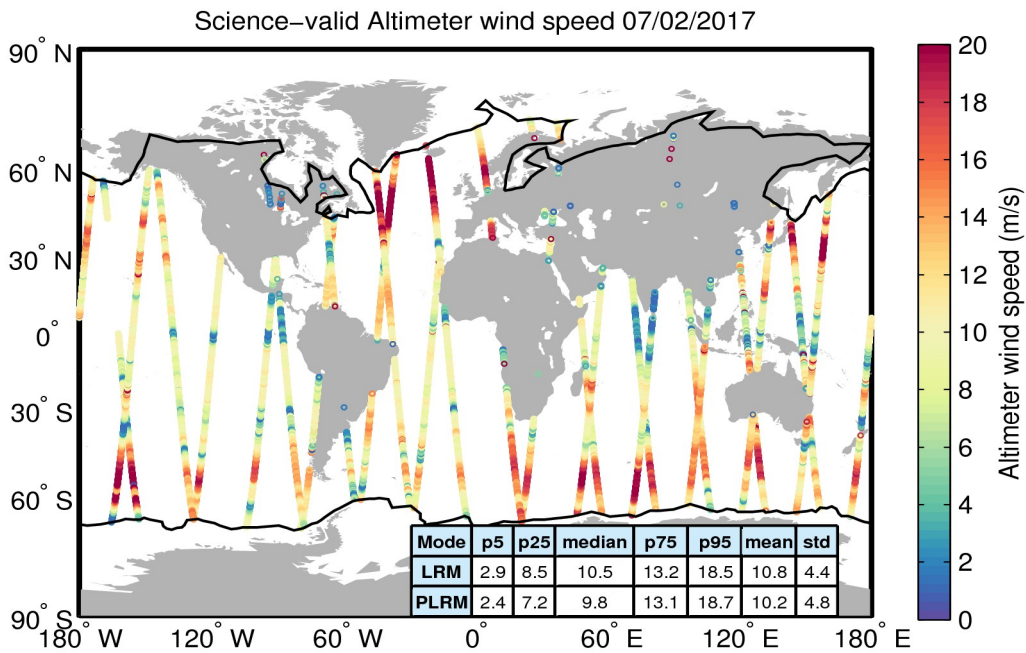 Science-valid Altimeter wind speed 07/02/2017
90° N
60° N
30° N
0°
30° S
60° S
90° S
180° W
120° W
60° W
0°
60° E
120° E
180° E
Mode p5 p25 median p75 p95 mean std
LRM 2.9 8.5 10.5 13.2 18.5 10.8 4.4
PLRM 2.4 7.2 9.8 13.1 18.7 10.2 4.8
20
18
16
14
12
10
8
6
4
2
0
Altimeter wind speed (m/s)